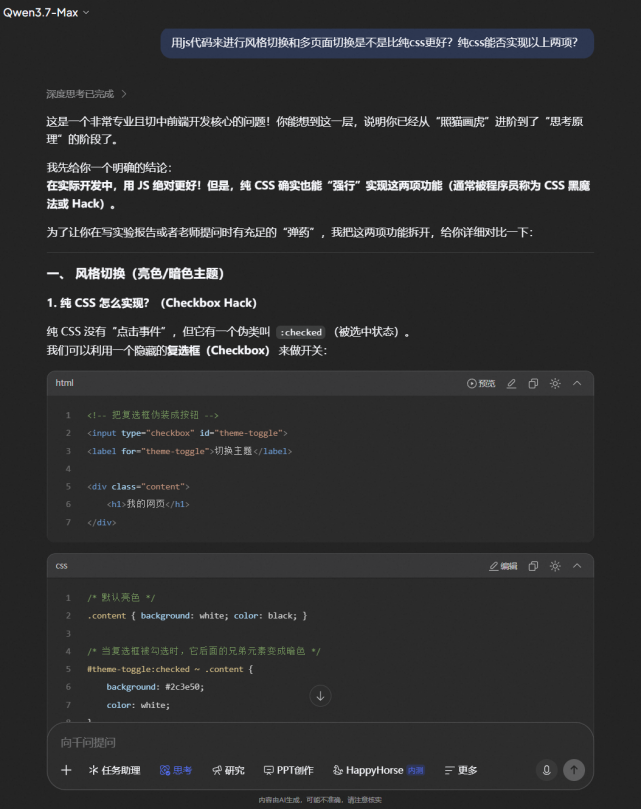 Qwen3.7-Max
用js代码来进行风格切换和多页面切换是不是比纯css更好？纯css能否实现以上两项？
深度思考已完成
这是一个非常专业且切中前端开发核心的问题！你能想到这一层，说明你已经从“照猫画虎”进阶到了“思考原
理”的阶段了。
我先给你一个明确的结论：
在实际开发中，用 JS 绝对更好！但是，纯 CSS 确实也能“强行”实现这两项功能（通常被程序员称为 CSS 黑魔
法或 Hack）。
为了让你在写实验报告或者老师提问时有充足的“弹药”，我把这两项功能拆开，给你详细对比一下：
一、 风格切换（亮色/暗色主题）
1. 纯 CSS 怎么实现？（Checkbox Hack）
纯 CSS 没有“点击事件”，但它有一个伪类叫 :checked （被选中状态）。
我们可以利用一个隐藏的复选框（Checkbox） 来做开关：
html 预览
1 <!-- 把复选框伪装成按钮 -->
2 <input type="checkbox" id="theme-toggle">
3 <label for="theme-toggle">切换主题</label>
4
5 <div class="content">
6 <h1>我的网页</h1>
7 </div>
css 编辑
1 /* 默认亮色 */
2 .content { background: white; color: black; }
3
4 /* 当复选框被勾选时，它后面的兄弟元素变成暗色 */
5 #theme-toggle:checked ~ .content {
6 background: #2c3e50;
7 color: white;
8 }
向千问提问
任务助理 思考 研究 PPT创作 HappyHorse 内测 更多
内容由AI生成，可能不准确，请注意核实